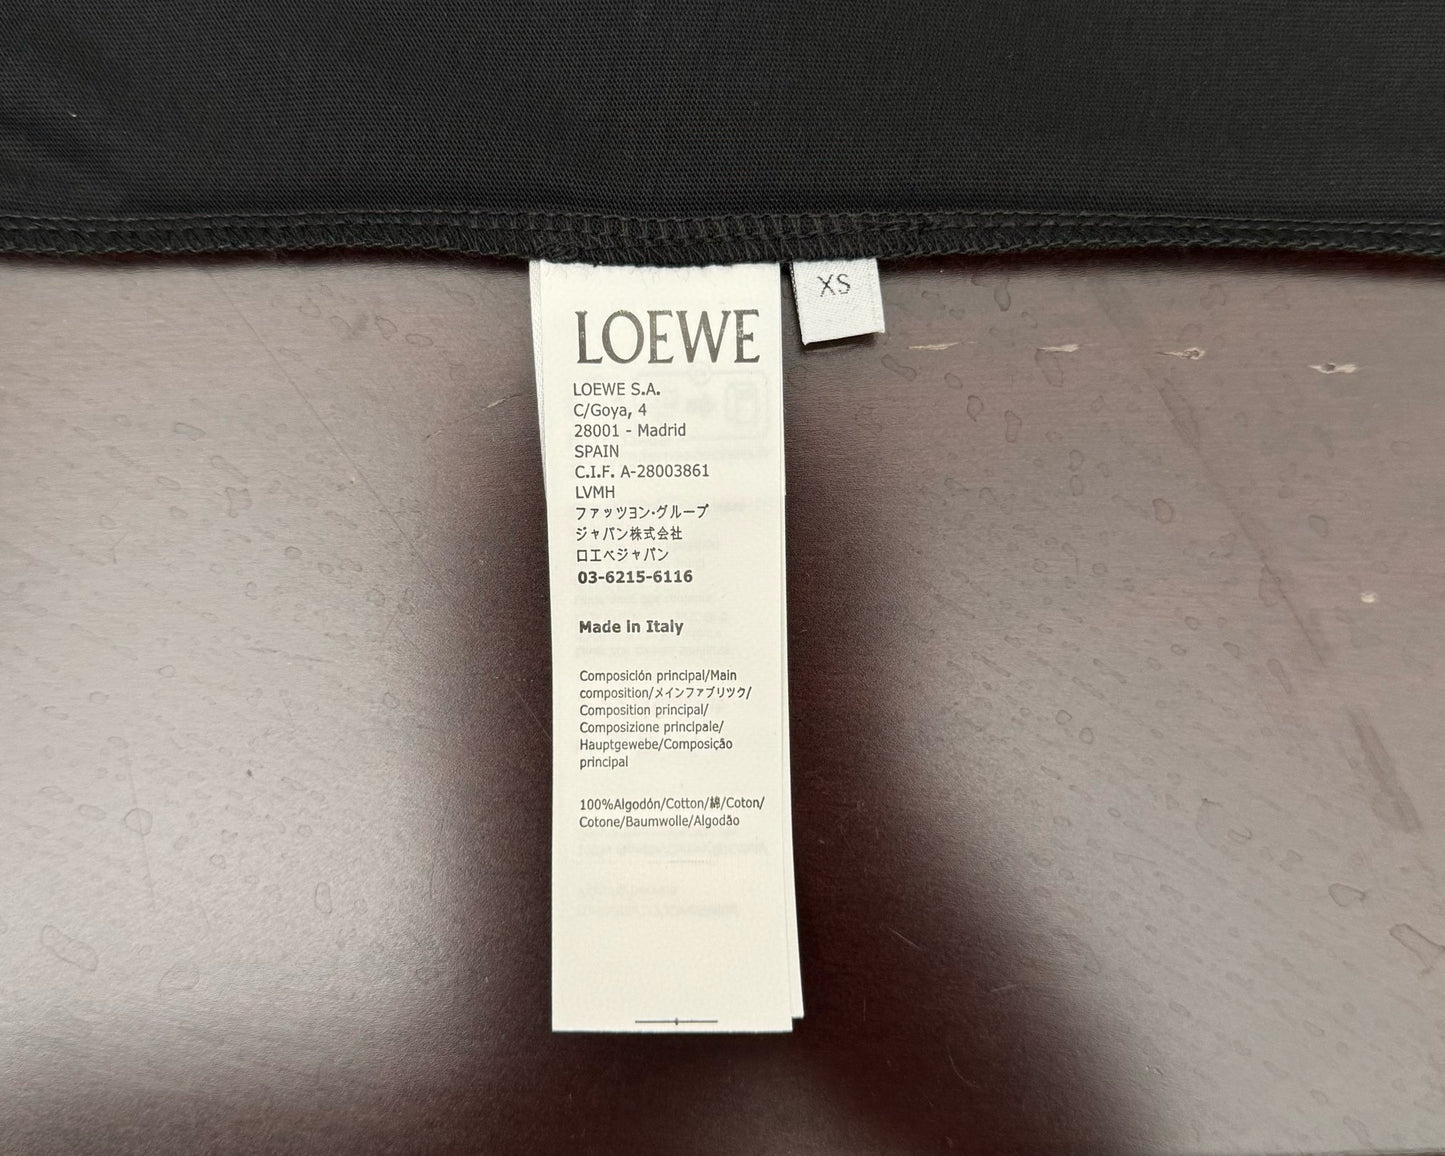 LOEWE
XS
LOEWE S.A.
C/Goya, 4
28001 - Madrid
SPAIN
C.I.F. A-28003861
LVMH
ファッツヨン・グループ
ジャパン株式会社
ロエベジャパン
03-6215-6116
Made in Italy
Composición principal/Main
composition/メインファブリツク/
Composition principal/
Composizione principale/
Hauptgewebe/Composição
principal
100%Algodón/Cotton/綿/Coton/
Cotone/Baumwolle/Algodão